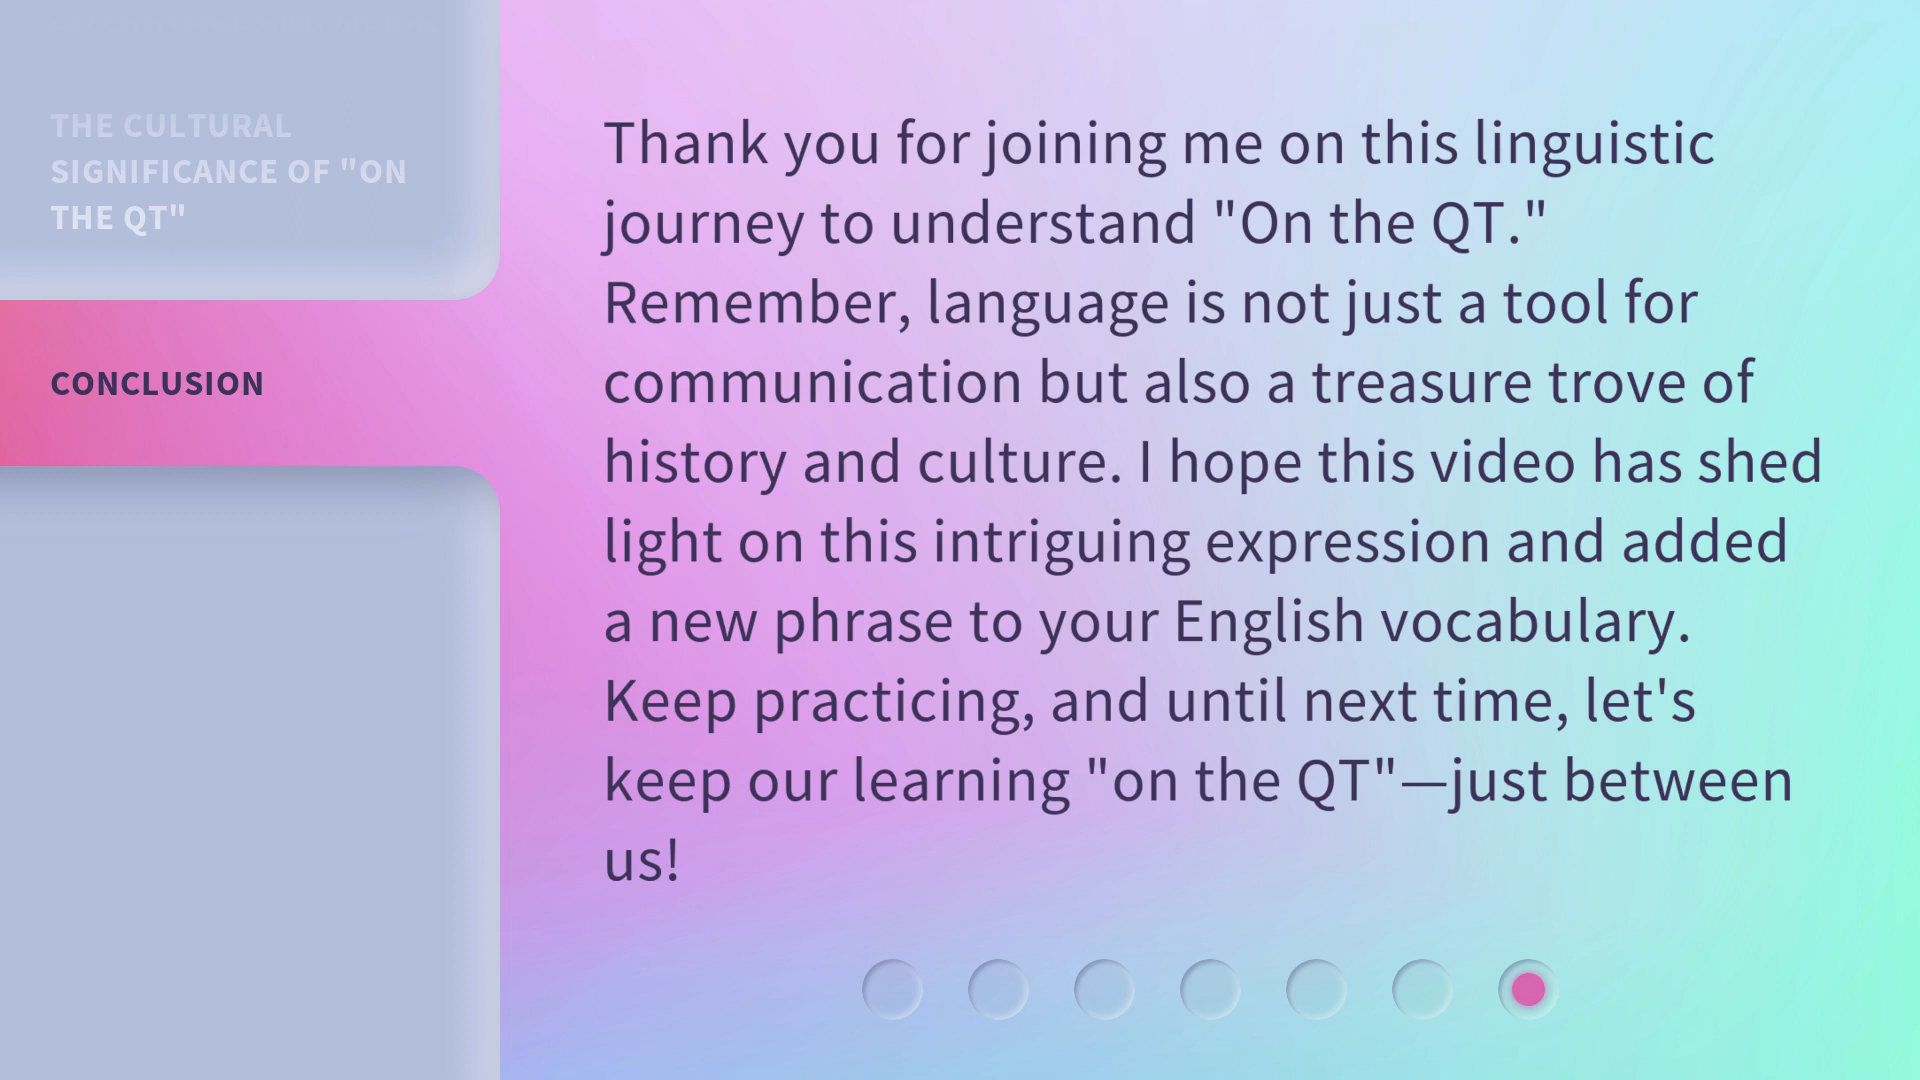 THE CULTURAL
SIGNIFICANCE OF "ON
THE QT"
CONCLUSION
Thank you for joining me on this linguistic
journey to understand "On the QT."
Remember, language is not just a tool for
communication but also a treasure trove of
history and culture. I hope this video has shed
light on this intriguing expression and added
a new phrase to your English vocabulary.
Keep practicing, and until next time, let's
keep our learning "on the QT"—just between
us!